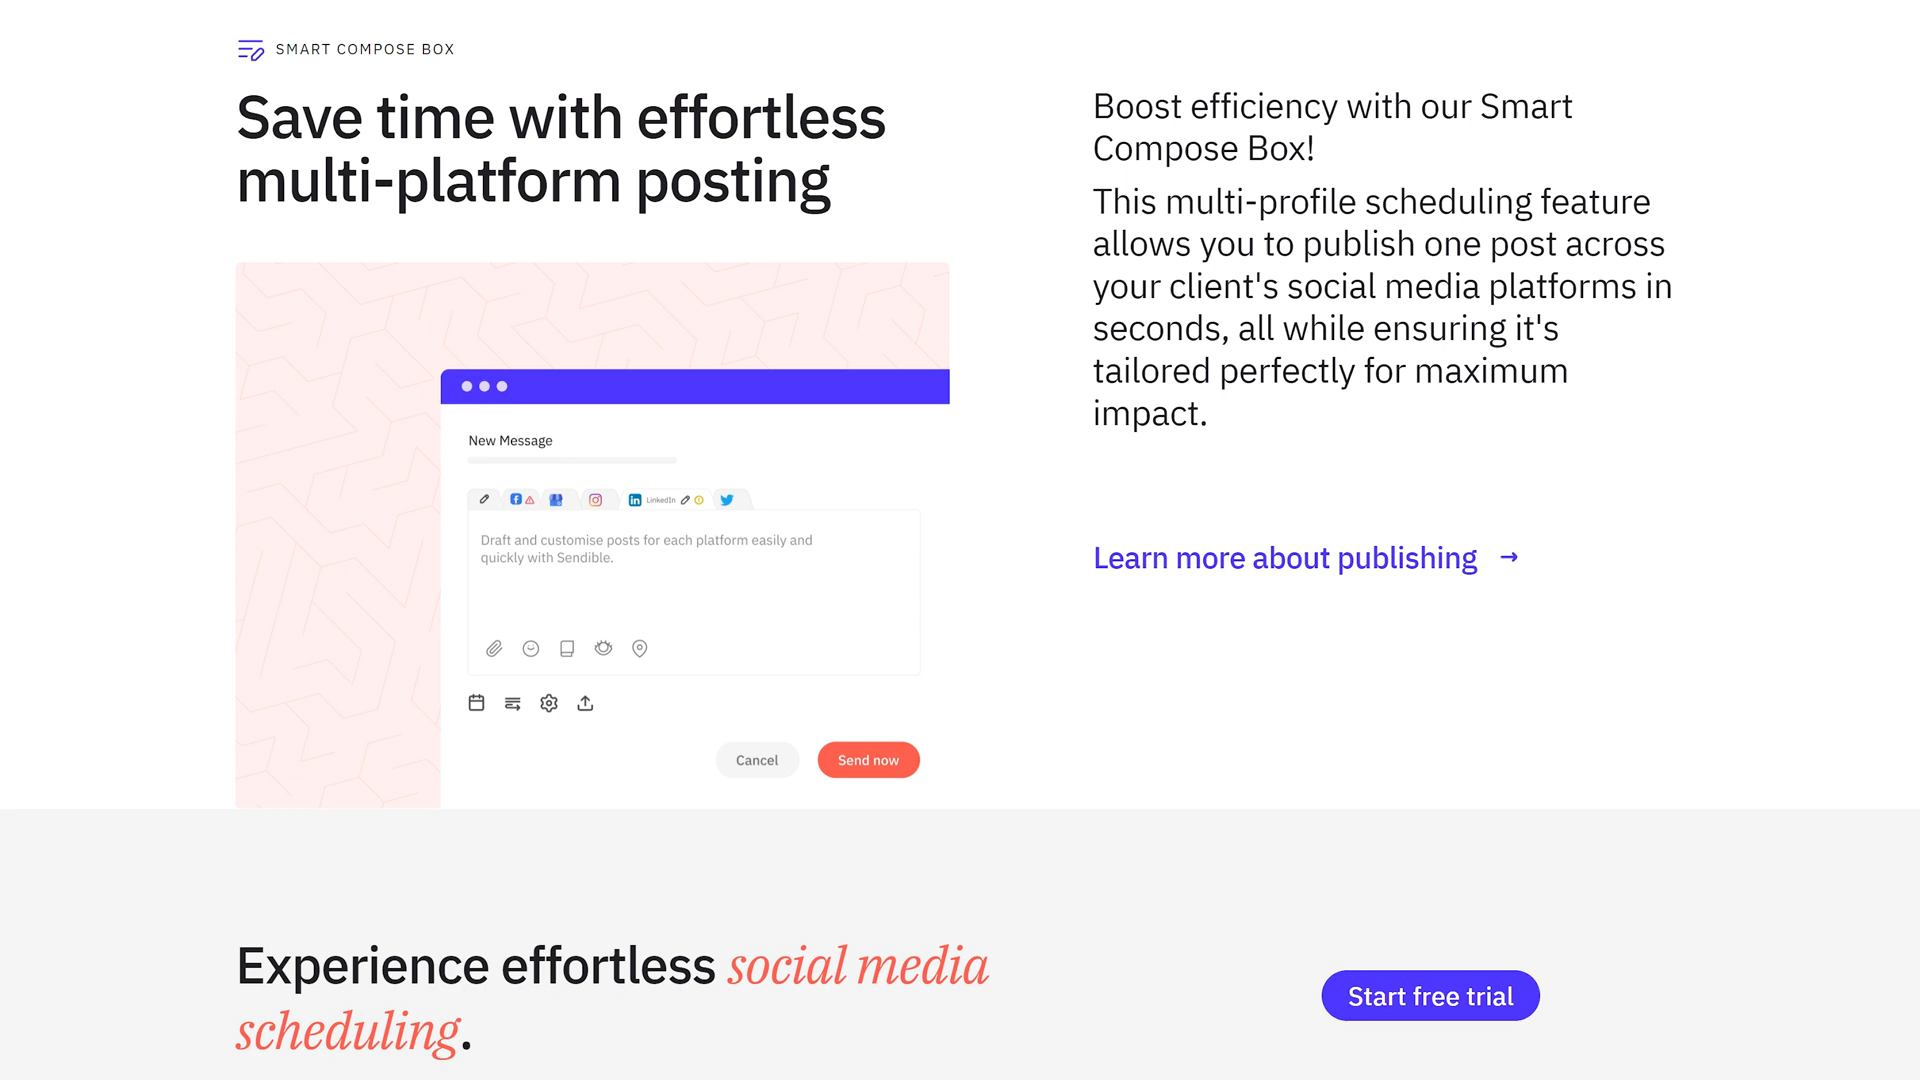 SMART COMPOSE BOX
Save time with effortless
multi-platform posting
New Message
LinkedIn
Draft and customise posts for each platform easily and
quickly with Sendible.
Cancel
Send now
Boost efficiency with our Smart
Compose Box!
This multi-profile scheduling feature
allows you to publish one post across
your client's social media platforms in
seconds, all while ensuring it's
tailored perfectly for maximum
impact.
Learn more about publishing →
Experience effortless social media
scheduling.
Start free trial